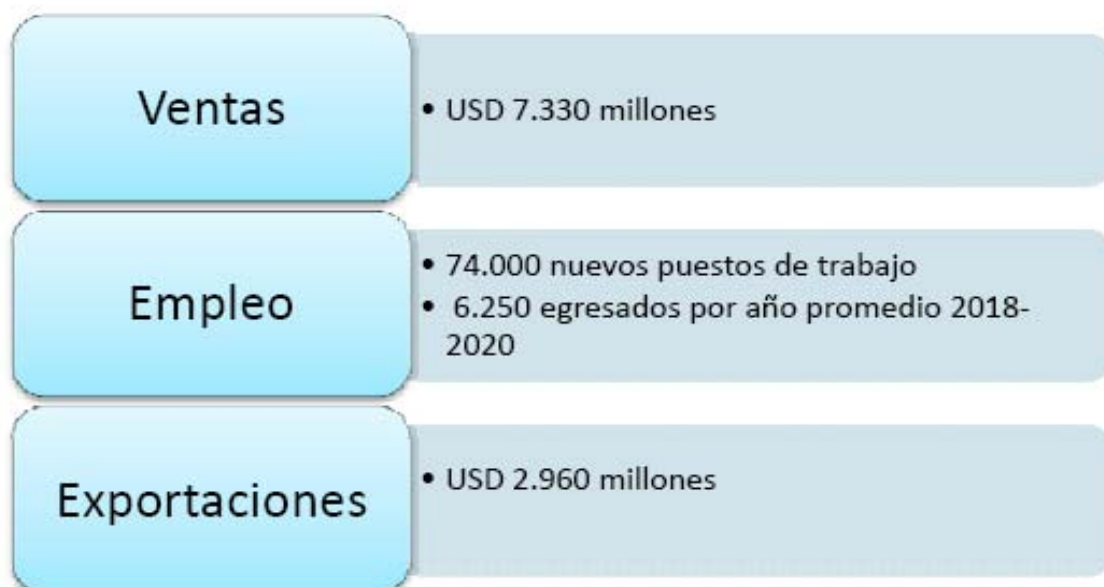 Ventas
• USD 7.330 millones
Empleo
• 74.000 nuevos puestos de trabajo
• 6.250 egresados por año promedio 2018-
2020
Exportaciones
• USD 2.960 millones